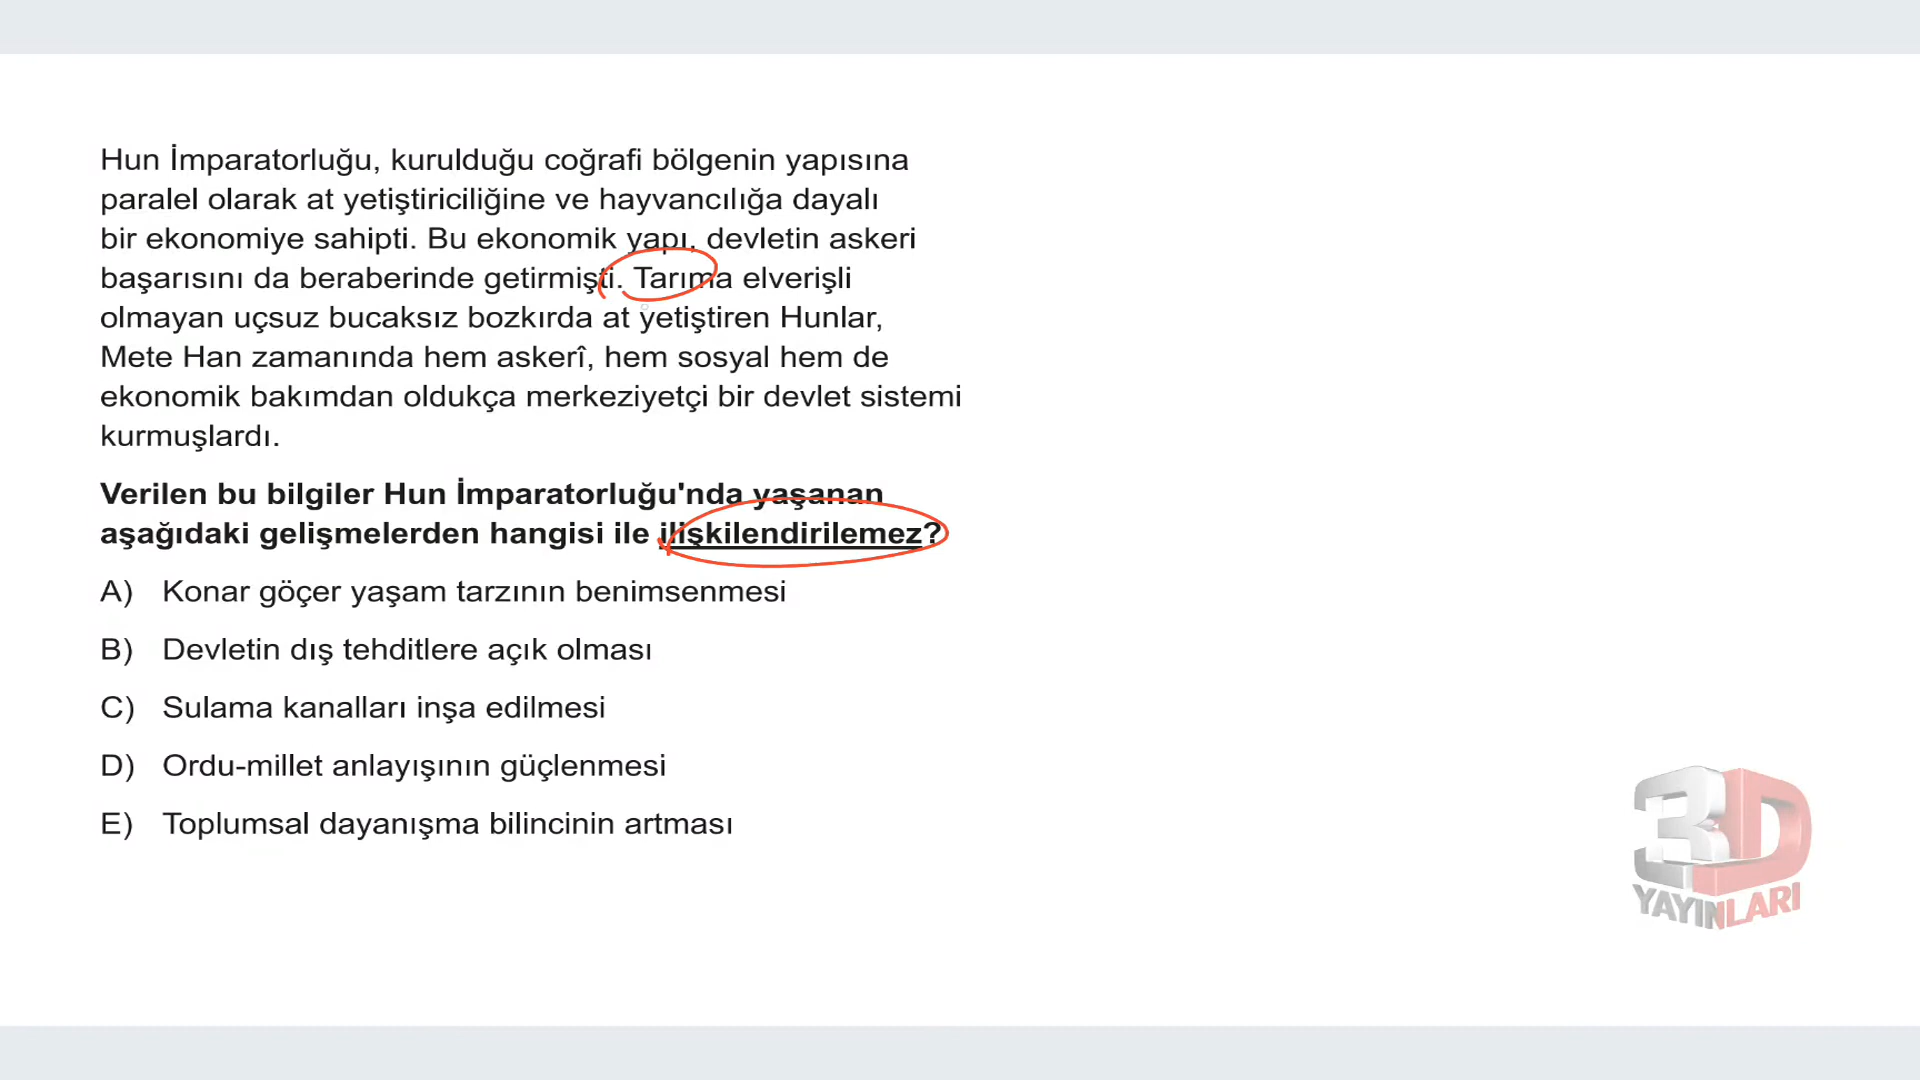 Hun İmparatorluğu, kurulduğu coğrafi bölgenin yapısına
paralel olarak at yetiştiriciliğine ve hayvancılığa dayalı
bir ekonomiye sahipti. Bu ekonomik yapı, devletin askeri
başarısını da beraberinde getirmişti. Tarıma elverişli
olmayan uçsuz bucaksız bozkırda at yetiştiren Hunlar,
Mete Han zamanında hem askerî, hem sosyal hem de
ekonomik bakımdan oldukça merkeziyetçi bir devlet sistemi
kurmuşlardı.
Verilen bu bilgiler Hun İmparatorluğu'nda yaşanan
aşağıdaki gelişmelerden hangisi ile ilişkilendirilemez?
A) Konar göçer yaşam tarzının benimsenmesi
B) Devletin dış tehditlere açık olması
C) Sulama kanalları inşa edilmesi
D) Ordu-millet anlayışının güçlenmesi
E) Toplumsal dayanışma bilincinin artması
3D
YAYINLARI